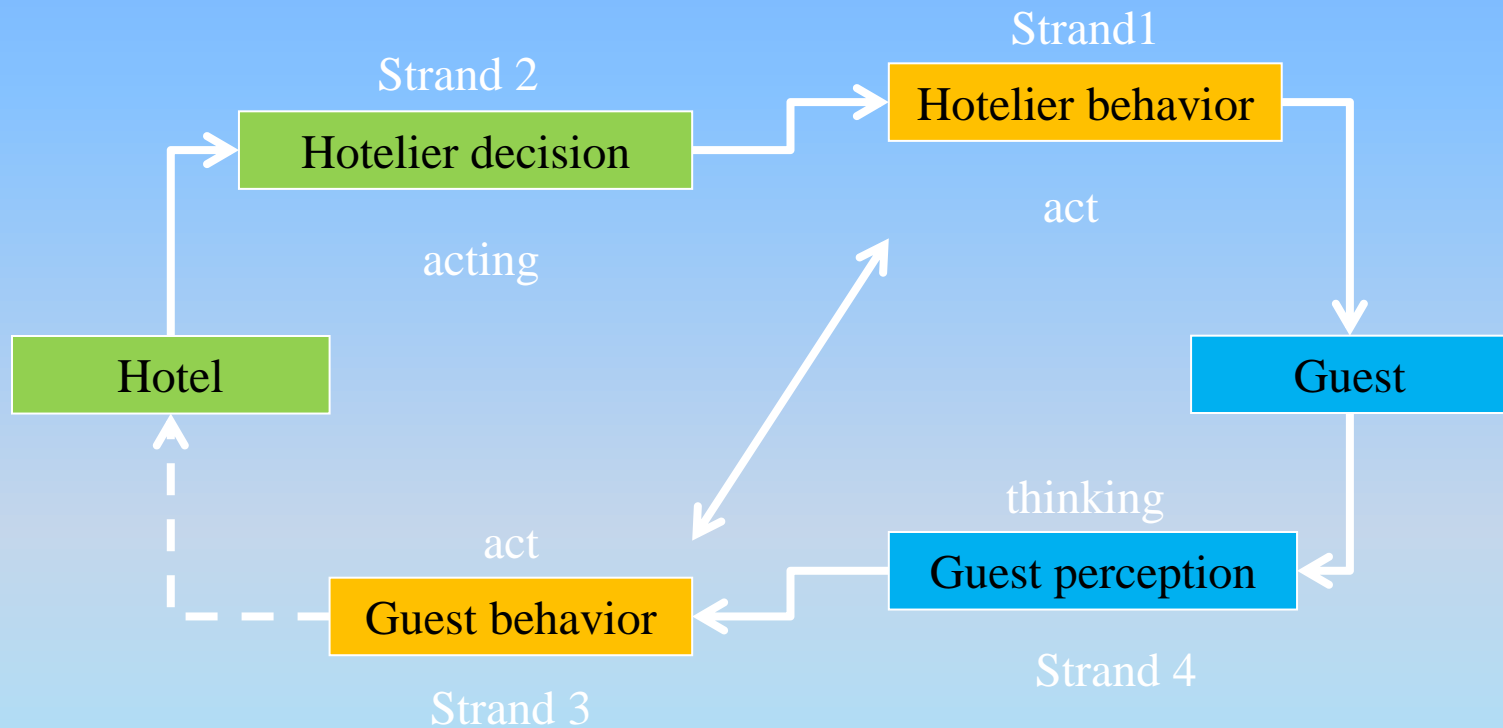 Strand1
Strand 2
Hotelier behavior
Hotelier decision
act
acting
Hotel
Guest
thinking
act
Guest perception
Guest behavior
Strand 4
Strand 3